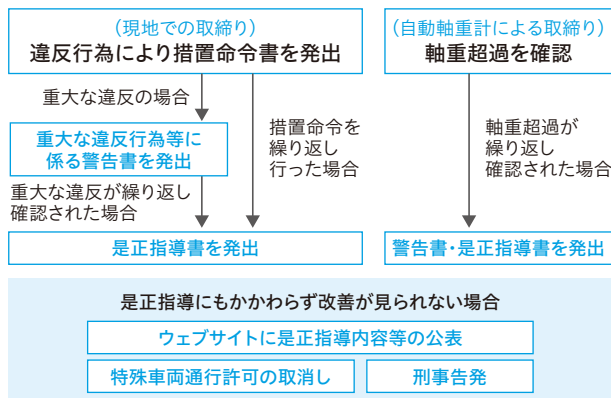 (現地での取締り)
違反行為により措置命令書を発出
(自動軸重計による取締り)
軸重超過を確認
重大な違反の場合
重大な違反行為等に
係る警告書を発出
措置命令を
繰り返し
行った場合
軸重超過が
繰り返し
確認された場合
重大な違反が繰り返し
確認された場合
是正指導書を発出
警告書・是正指導書を発出
是正指導にもかかわらず改善が見られない場合
ウェブサイトに是正指導内容等の公表
特殊車両通行許可の取消し
刑事告発